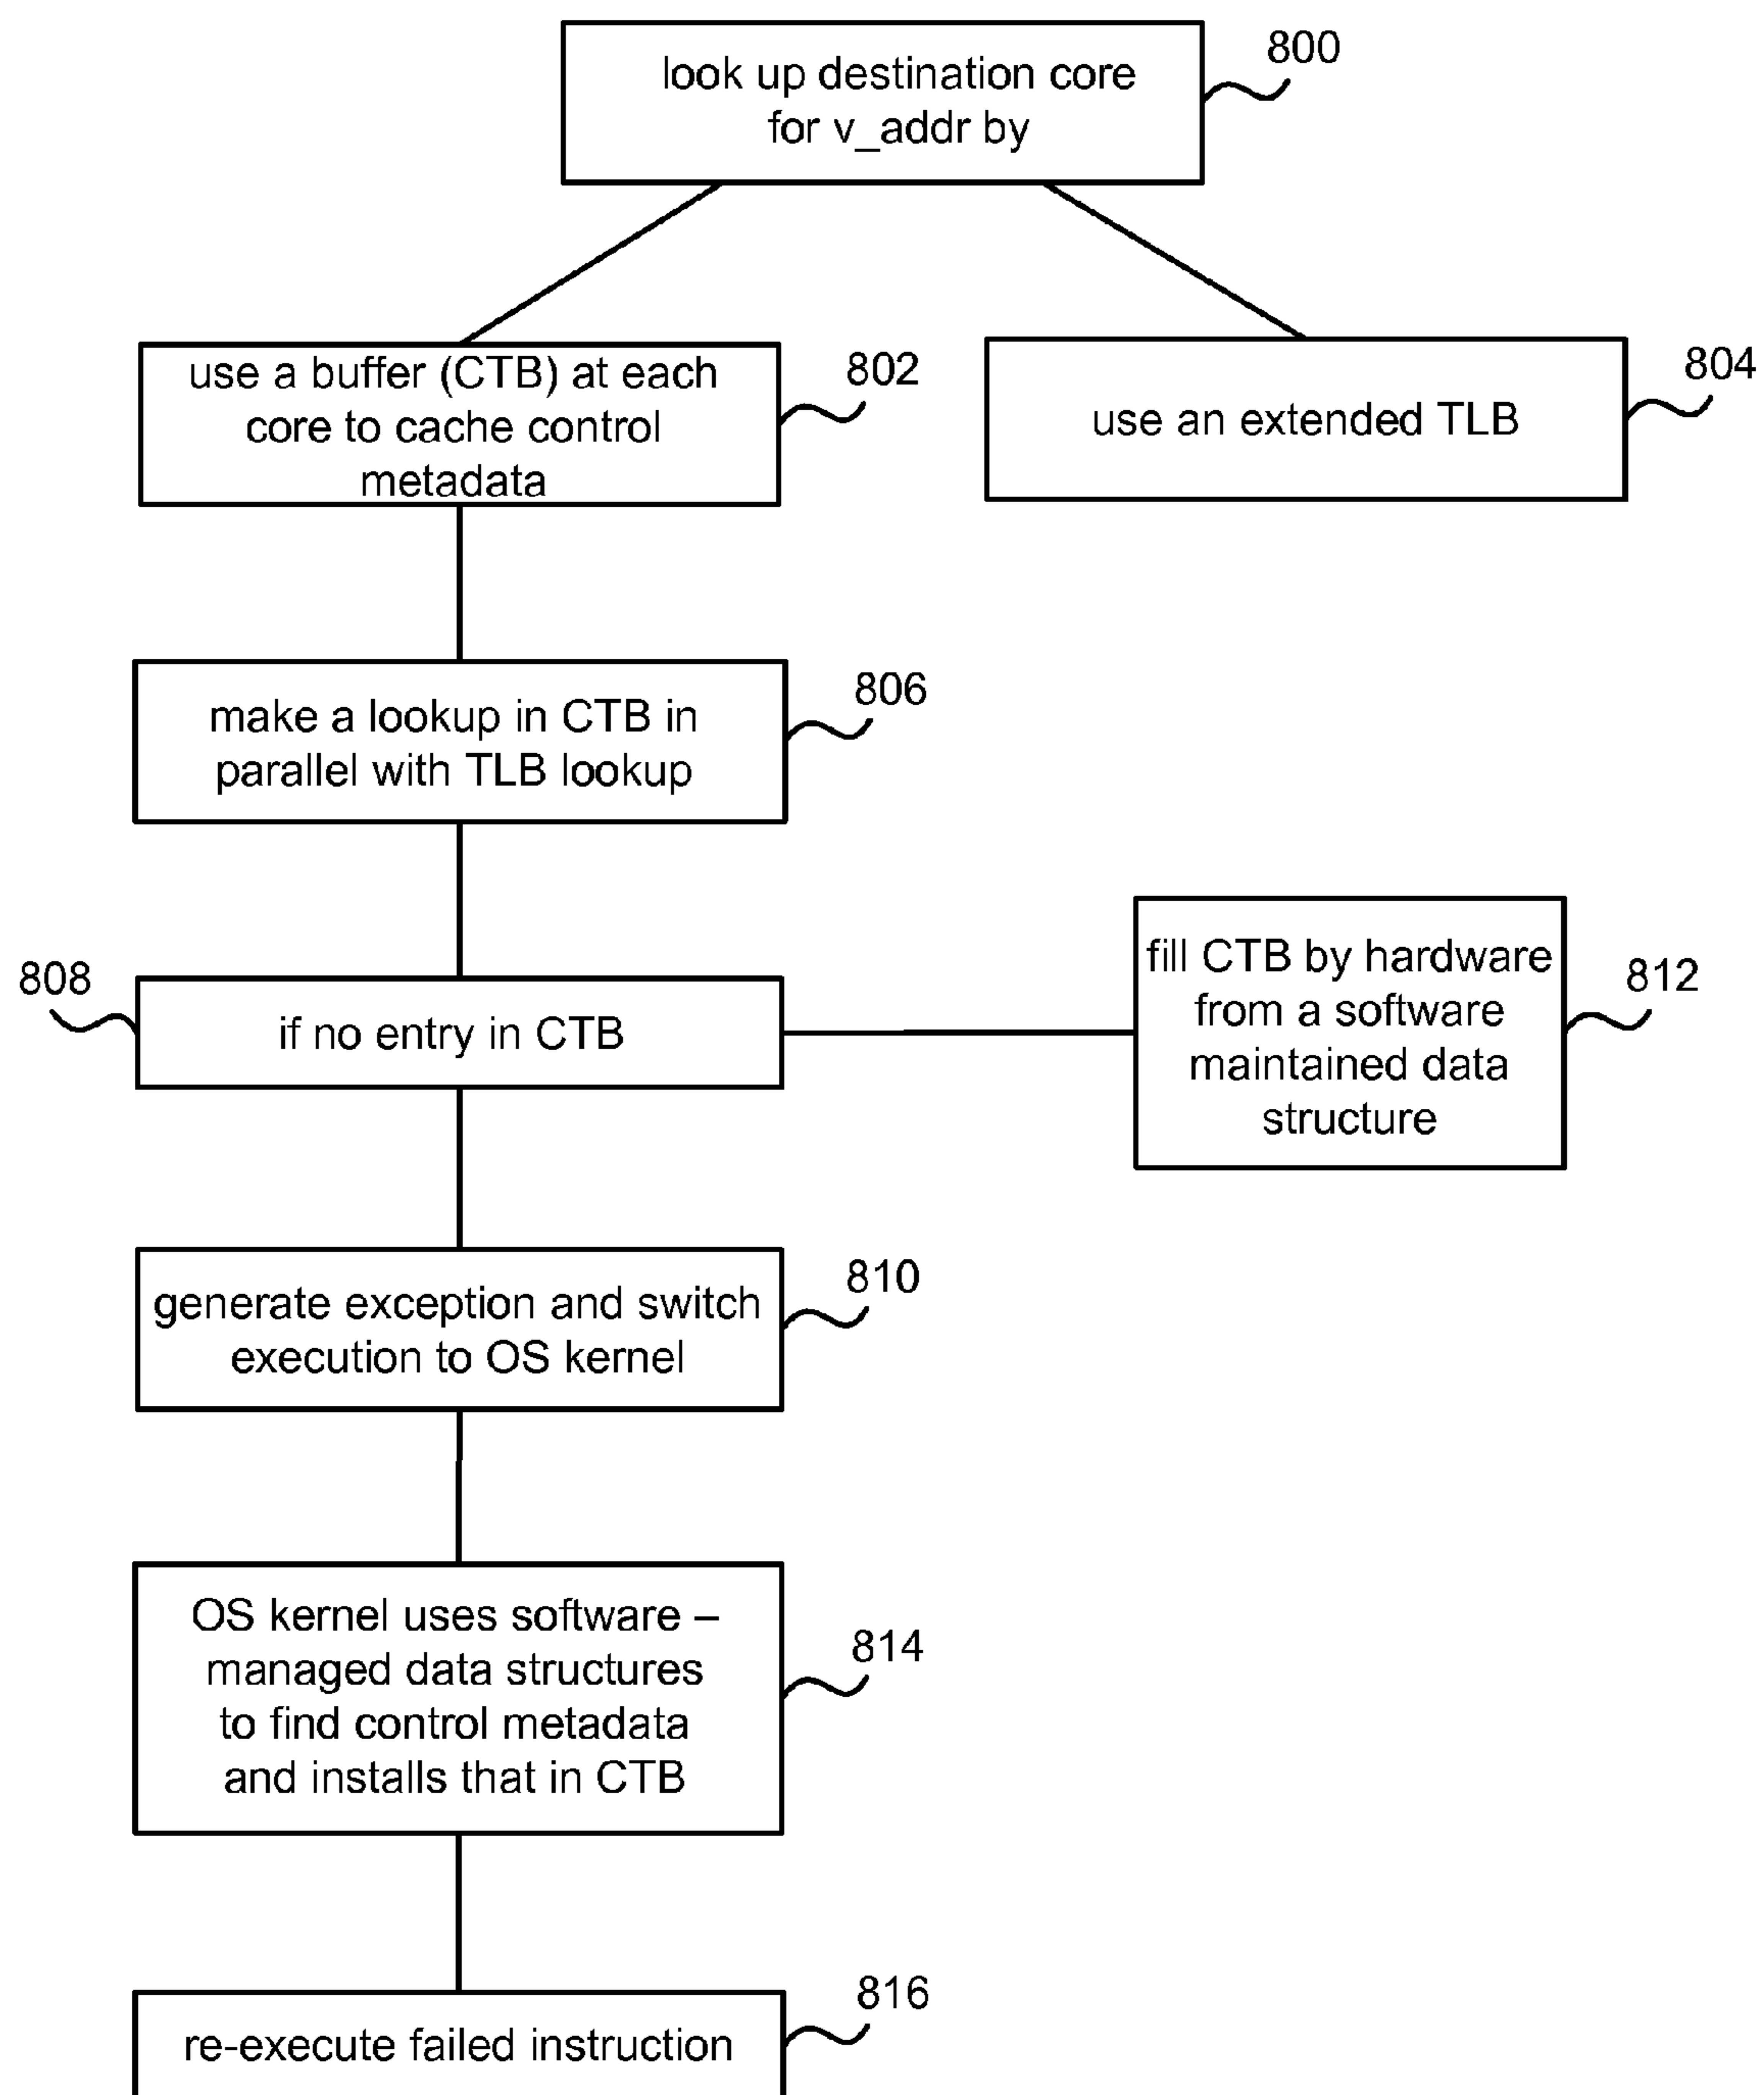 look up destination core
for v_addr by
800
use a buffer (CTB) at each
core to cache control
metadata
802
use an extended TLB
804
make a lookup in CTB in
parallel with TLB lookup
806
808
if no entry in CTB
fill CTB by hardware
from a software
maintained data
structure
812
generate exception and switch
execution to OS kernel
810
OS kernel uses software –
managed data structures
to find control metadata
and installs that in CTB
814
re-execute failed instruction
816